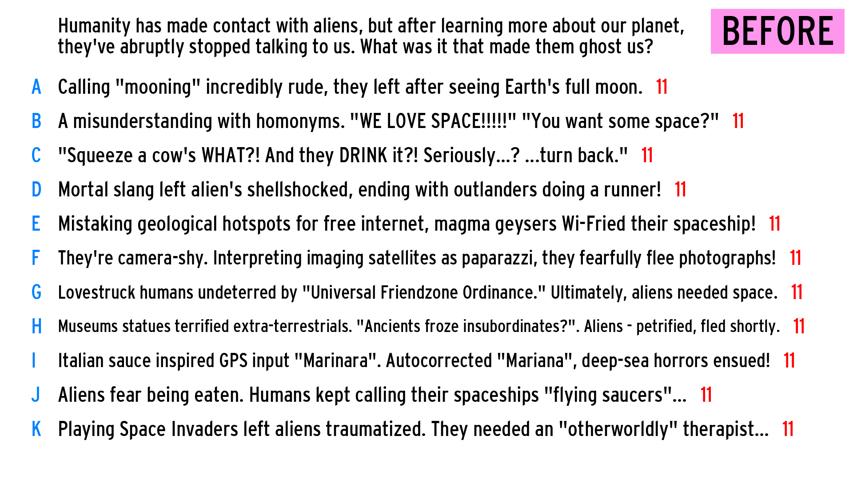 Humanity has made contact with aliens, but after learning more about our planet,
they've abruptly stopped talking to us. What was it that made them ghost us?
BEFORE
A Calling "mooning" incredibly rude, they left after seeing Earth's full moon. 11
B A misunderstanding with homonyms. "WE LOVE SPACE!!!!!" "You want some space?" 11
C "Squeeze a cow's WHAT?! And they DRINK it?! Seriously...? ...turn back." 11
D Mortal slang left alien's shellshocked, ending with outlanders doing a runner! 11
E Mistaking geological hotspots for free internet, magma geysers Wi-Fried their spaceship! 11
F They're camera-shy. Interpreting imaging satellites as paparazzi, they fearfully flee photographs! 11
G Lovestruck humans undeterred by "Universal Friendzone Ordinance." Ultimately, aliens needed space. 11
H Museums statues terrified extra-terrestrials. "Ancients froze insubordinates?". Aliens - petrified, fled shortly. 11
I Italian sauce inspired GPS input "Marinara". Autocorrected "Mariana", deep-sea horrors ensued! 11
J Aliens fear being eaten. Humans kept calling their spaceships "flying saucers"... 11
K Playing Space Invaders left aliens traumatized. They needed an "otherworldly" therapist... 11